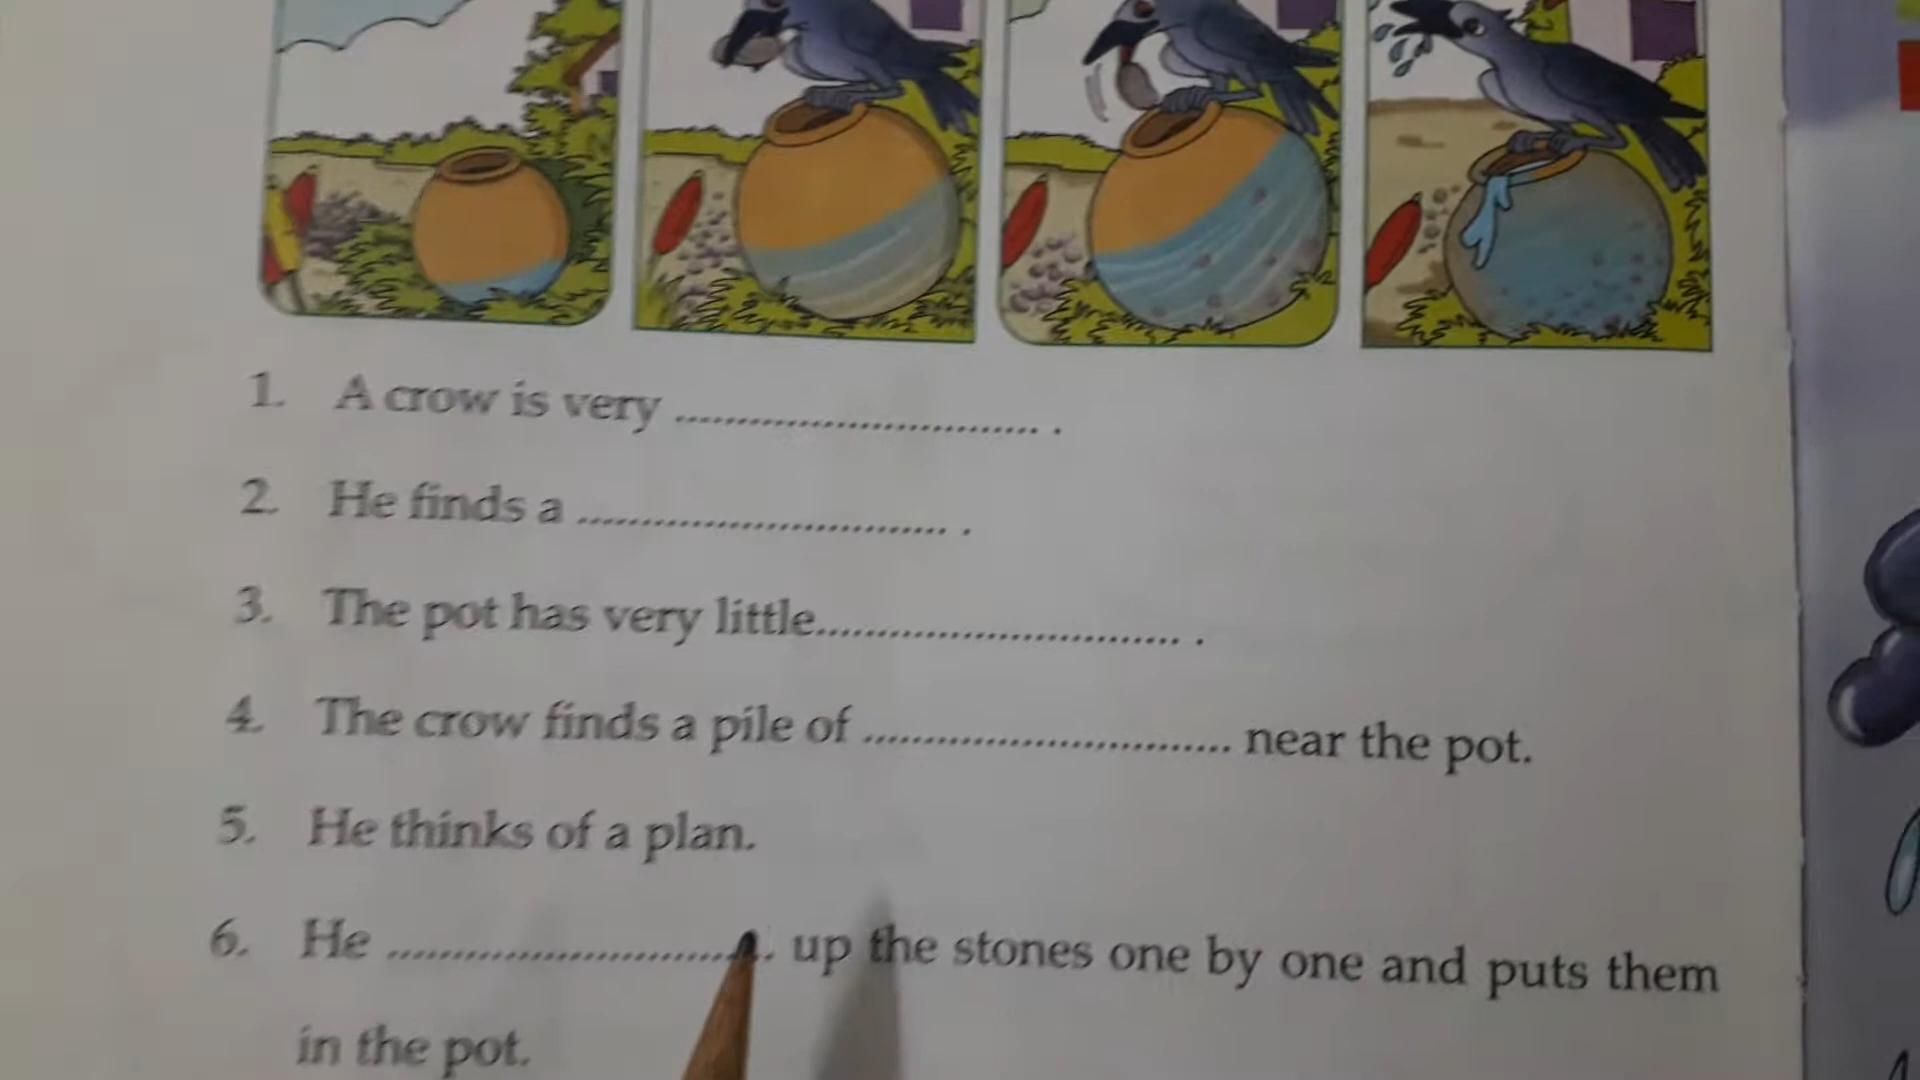 1. A crow is very .............................. .
2. He finds a .............................. .
3. The pot has very little.............................. .
4. The crow finds a pile of .............................. near the pot.
5. He thinks of a plan.
6. He .............................. up the stones one by one and puts them
in the pot.